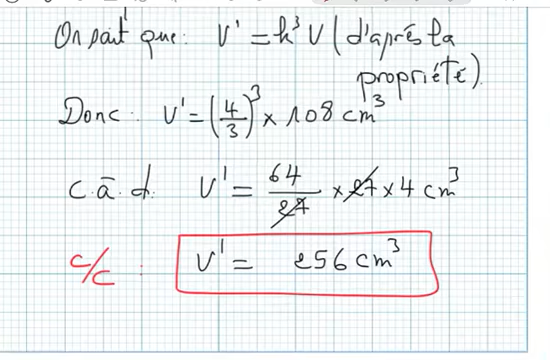 On sait que: V' = k³ V (d'après la
propriété).
Donc: V' = (4/3)³ × 108 cm³
c.à.d. V' = 64/27 × 27 × 4 cm³
c/c : V' = 256 cm³